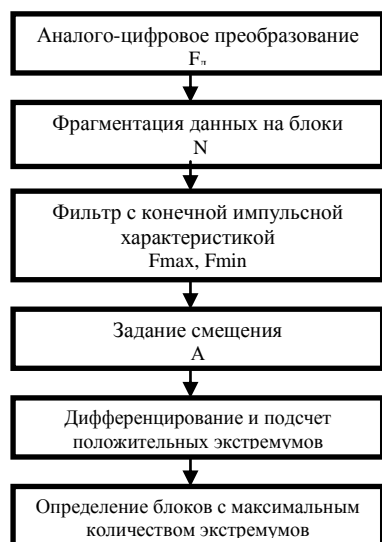 Аналого-цифровое преобразование
Fд
Фрагментация данных на блоки
N
Фильтр с конечной импульсной
характеристикой
Fmax, Fmin
Задание смещения
A
Дифференцирование и подсчет
положительных экстремумов
Определение блоков с максимальным
количеством экстремумов